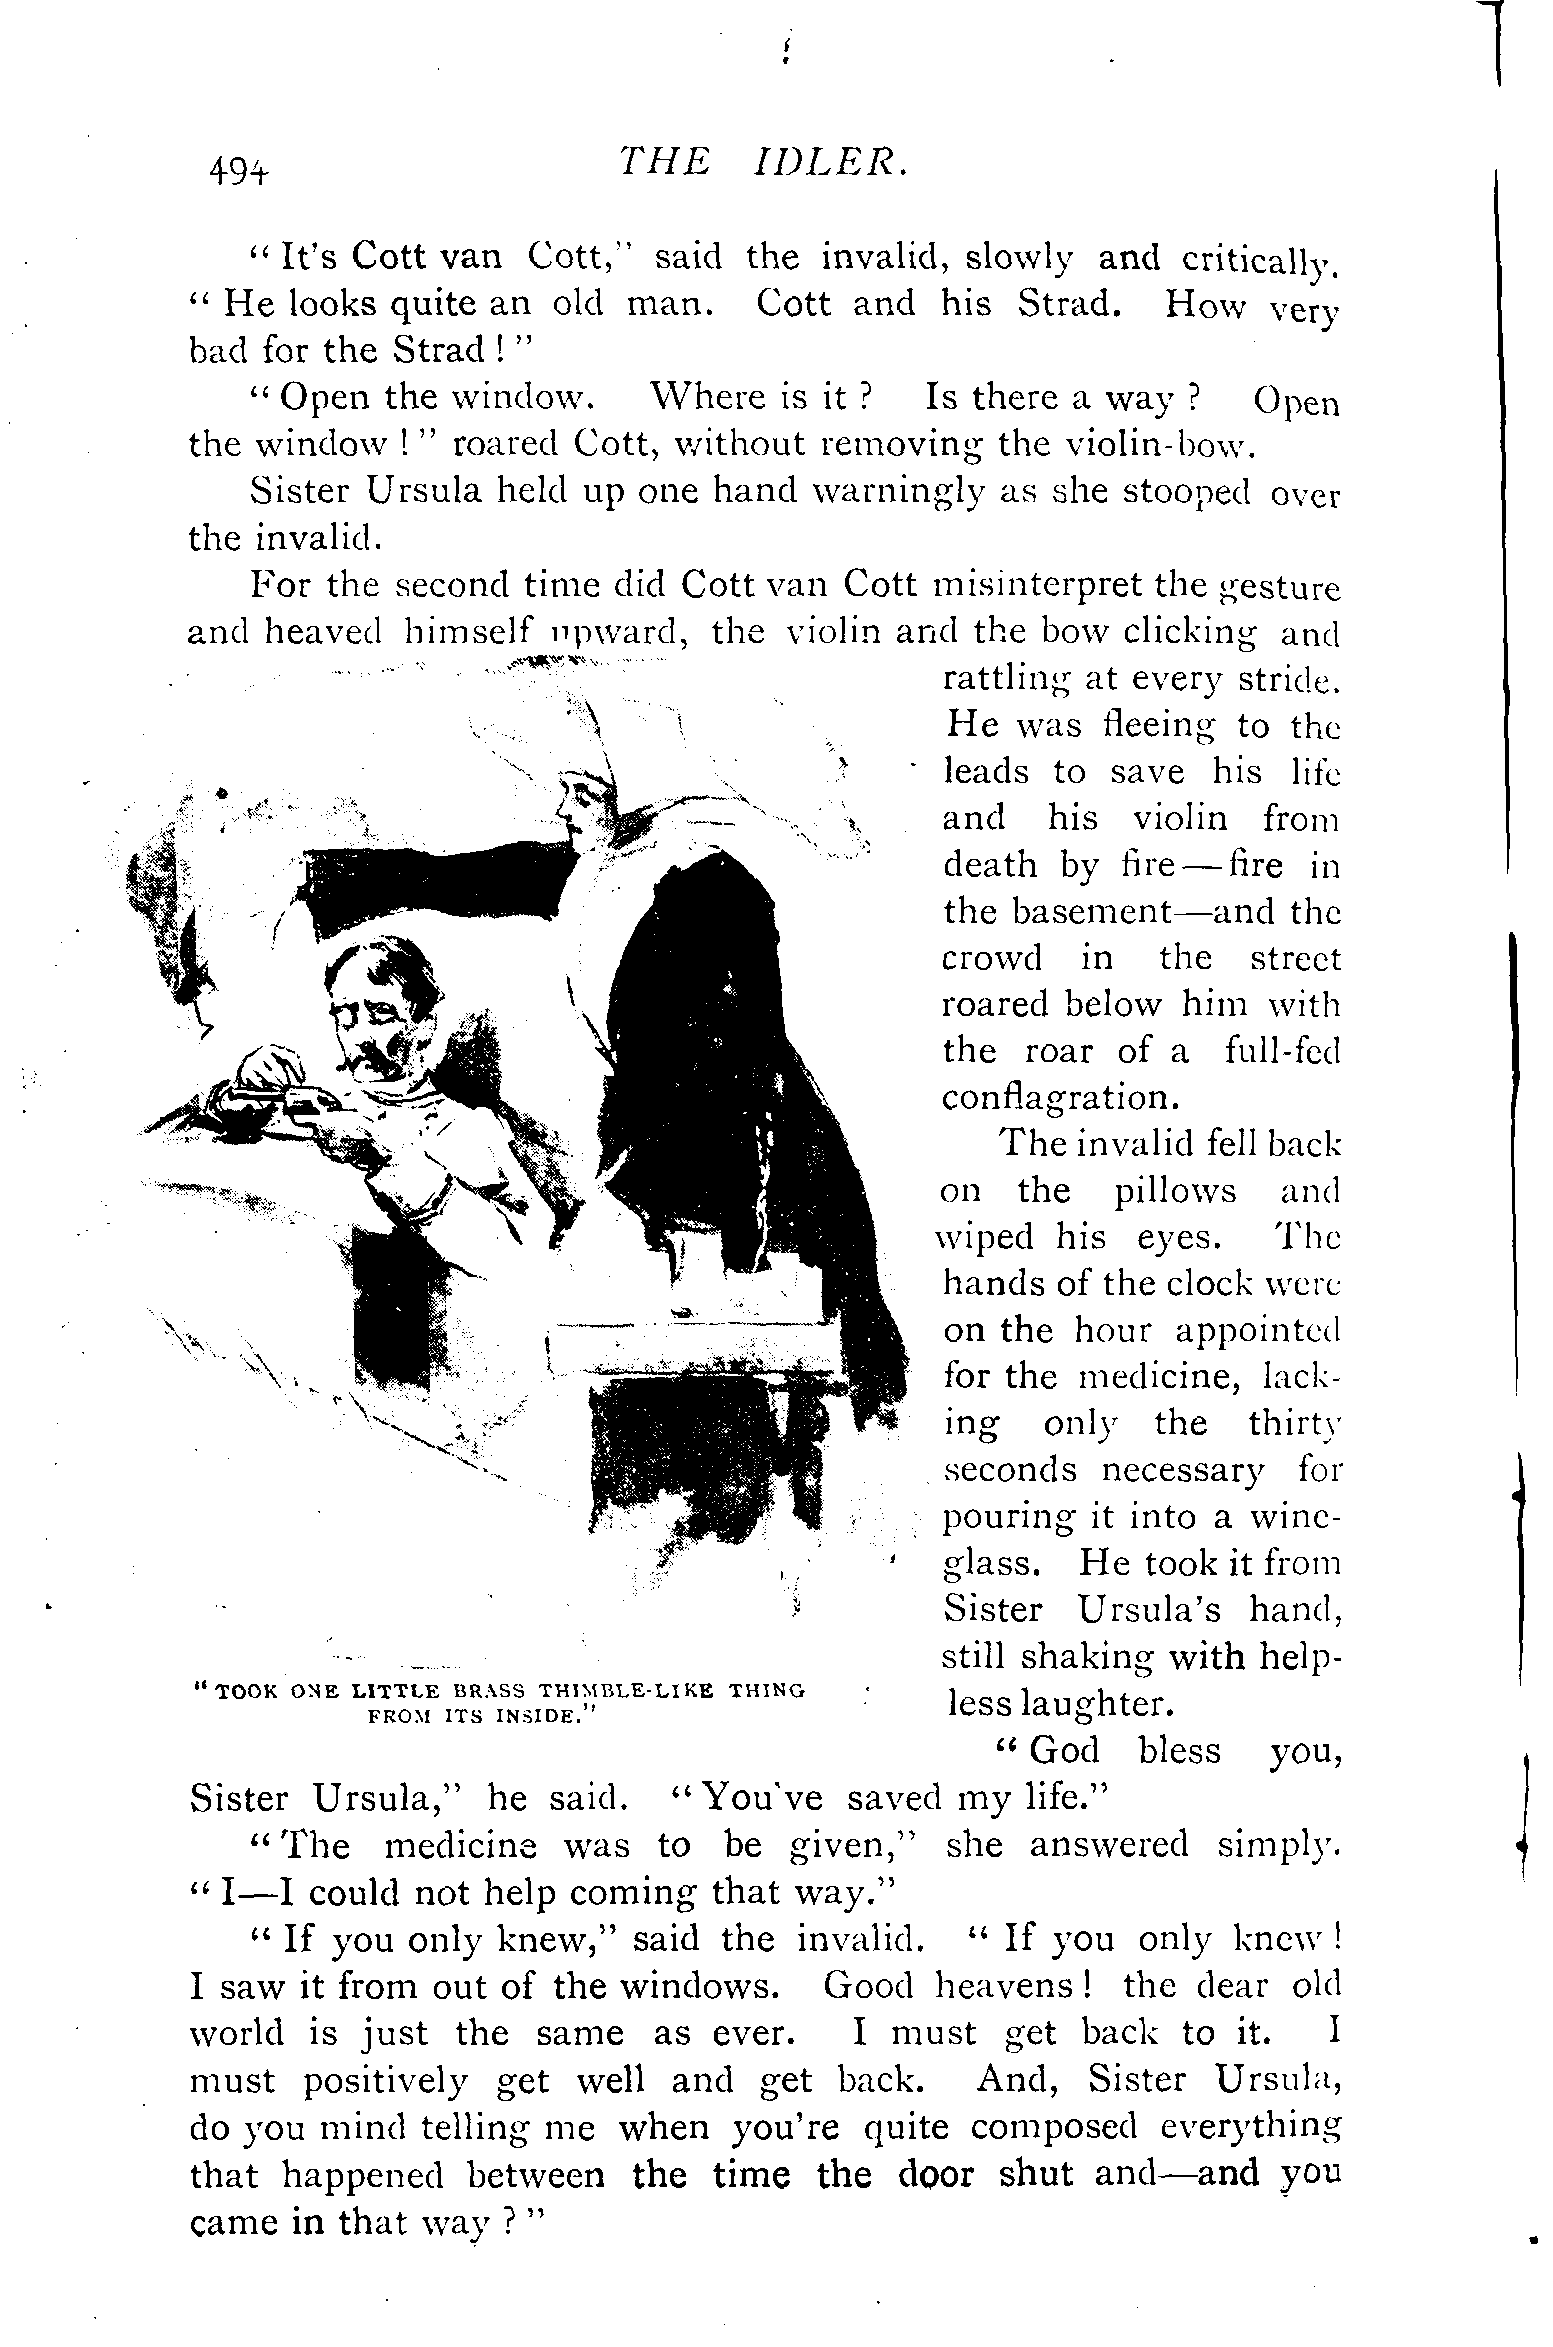 494
THE IDLER.
“ It's Cott van Cott,” said the invalid, slowly and critically.
“ He looks quite an old man. Cott and his Strad. How very
bad for the Strad ! ”
“ Open the window. Where is it ? Is there a way ? Open
the window ! ” roared Cott, without removing the violin-bow.
Sister Ursula held up one hand warningly as she stooped over
the invalid.
For the second time did Cott van Cott misinterpret the gesture
and heaved himself upward, the violin and the bow clicking and
rattling at every stride.
He was fleeing to the
leads to save his life
and his violin from
death by fire—fire in
the basement—and the
crowd in the street
roared below him with
the roar of a full-fed
conflagration.
The invalid fell back
on the pillows and
wiped his eyes. The
hands of the clock were
on the hour appointed
for the medicine, lack-
ing only the thirty
seconds necessary for
pouring it into a wine-
glass. He took it from
Sister Ursula's hand,
still shaking with help-
less laughter.
“TOOK ONE LITTLE BRASS THIMBLE-LIKE THING
FROM ITS INSIDE.”
“ God bless you,
Sister Ursula,” he said. “ You've saved my life.”
“ The medicine was to be given,” she answered simply.
“ I—I could not help coming that way.”
“ If you only knew,” said the invalid. “ If you only knew !
I saw it from out of the windows. Good heavens ! the dear old
world is just the same as ever. I must get back to it. I
must positively get well and get back. And, Sister Ursula,
do you mind telling me when you're quite composed everything
that happened between the time the door shut and—and you
came in that way ? ”